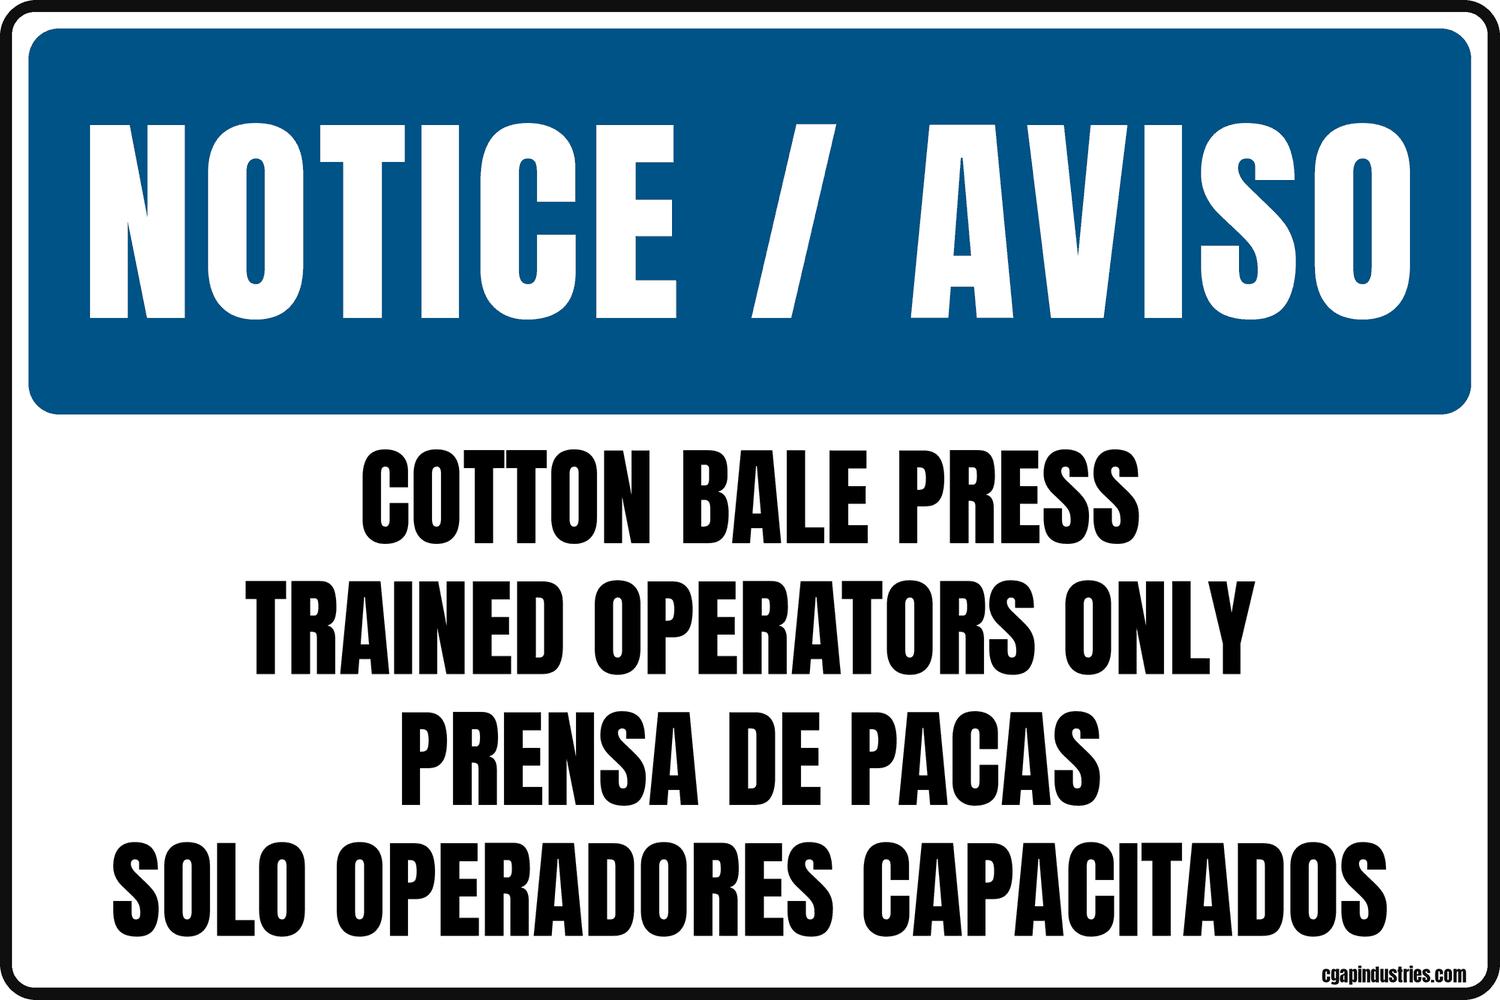 NOTICE / AVISO
COTTON BALE PRESS
TRAINED OPERATORS ONLY
PRENSA DE PACAS
SOLO OPERADORES CAPACITADOS
cgapindustries.com